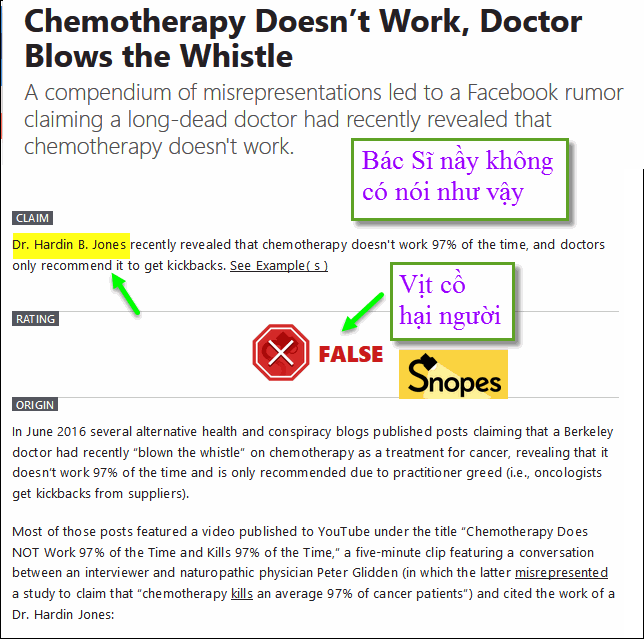 Chemotherapy Doesn’t Work, Doctor
Blows the Whistle
A compendium of misrepresentations led to a Facebook rumor
claiming a long-dead doctor had recently revealed that
chemotherapy doesn't work.
Bác Sĩ nầy không
có nói như vậy
CLAIM
Dr. Hardin B. Jones recently revealed that chemotherapy doesn't work 97% of the time, and doctors
only recommend it to get kickbacks. See Example( s )
Vịt cồ
hại người
RATING
FALSE
Snopes
ORIGIN
In June 2016 several alternative health and conspiracy blogs published posts claiming that a Berkeley
doctor had recently “blown the whistle” on chemotherapy as a treatment for cancer, revealing that it
doesn’t work 97% of the time and is only recommended due to practitioner greed (i.e., oncologists
get kickbacks from suppliers).
Most of those posts featured a video published to YouTube under the title “Chemotherapy Does
NOT Work 97% of the Time and Kills 97% of the Time,” a five-minute clip featuring a conversation
between an interviewer and naturopathic physician Peter Glidden (in which the latter misrepresented
a study to claim that “chemotherapy kills an average 97% of cancer patients”) and cited the work of a
Dr. Hardin Jones: